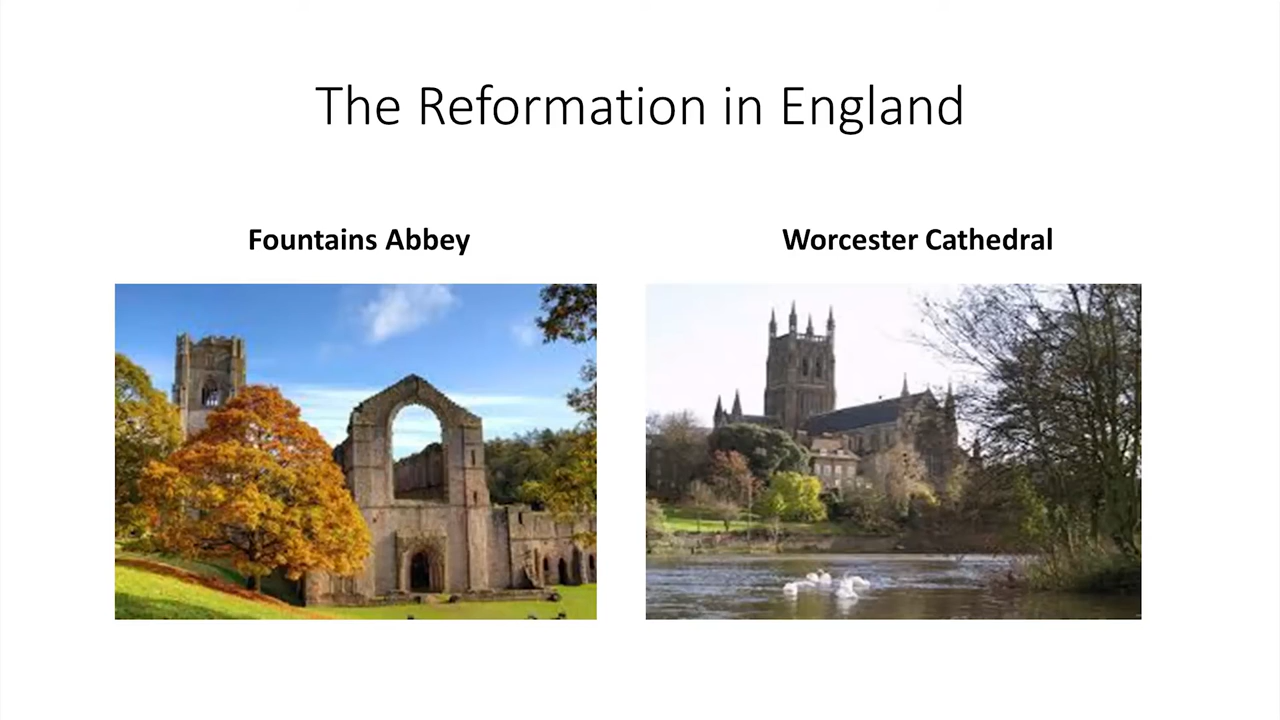 The Reformation in England
Fountains Abbey
Worcester Cathedral